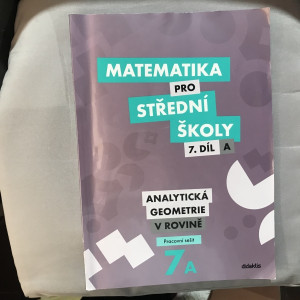 MATEMATIKA
PRO
STŘEDNÍ
ŠKOLY
7. DÍL A
ANALYTICKÁ
GEOMETRIE
V ROVINĚ
Pracovní sešit
7A
didaktis